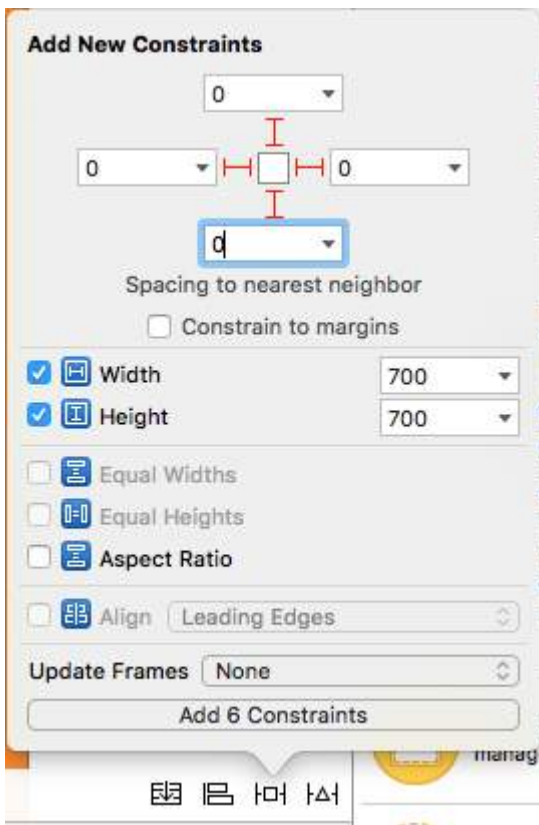 Add New Constraints
0
0 0
0
Spacing to nearest neighbor
Constrain to margins
Width 700
Height 700
Equal Widths
Equal Heights
Aspect Ratio
Align Leading Edges
Update Frames None
Add 6 Constraints
manag